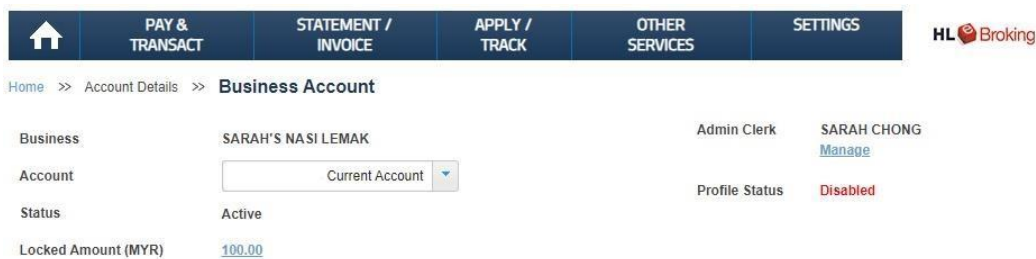 PAY &
TRANSACT
STATEMENT /
INVOICE
APPLY /
TRACK
OTHER
SERVICES
SETTINGS
HL Broking
Home >> Account Details >> Business Account
Business SARAH'S NASI LEMAK
Admin Clerk SARAH CHONG
Manage
Account Current Account
Profile Status Disabled
Status Active
Locked Amount (MYR) 100.00